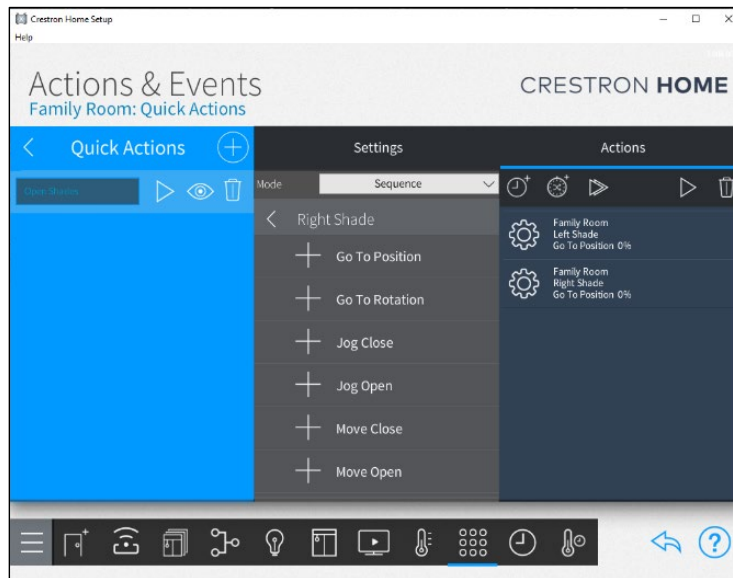 Crestron Home Setup
Help
Actions & Events
Family Room: Quick Actions
CRESTRON HOME
Quick Actions
Settings
Actions
Open Shades
Mode
Sequence
Right Shade
Go To Position
Go To Rotation
Jog Close
Jog Open
Move Close
Move Open
Family Room
Left Shade
Go To Position 0%
Family Room
Right Shade
Go To Position 0%